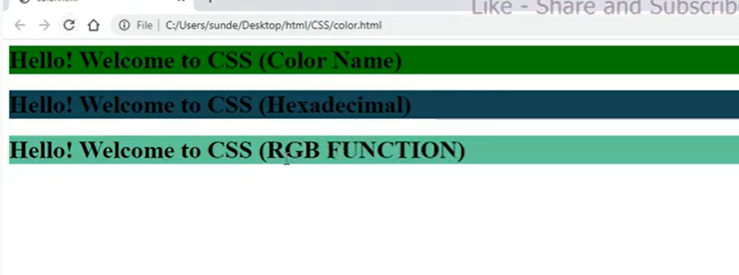 Like - Share and Subscrib
File | C:/Users/sunde/Desktop/html/CSS/color.html
Hello! Welcome to CSS (Color Name)
Hello! Welcome to CSS (Hexadecimal)
Hello! Welcome to CSS (RGB FUNCTION)